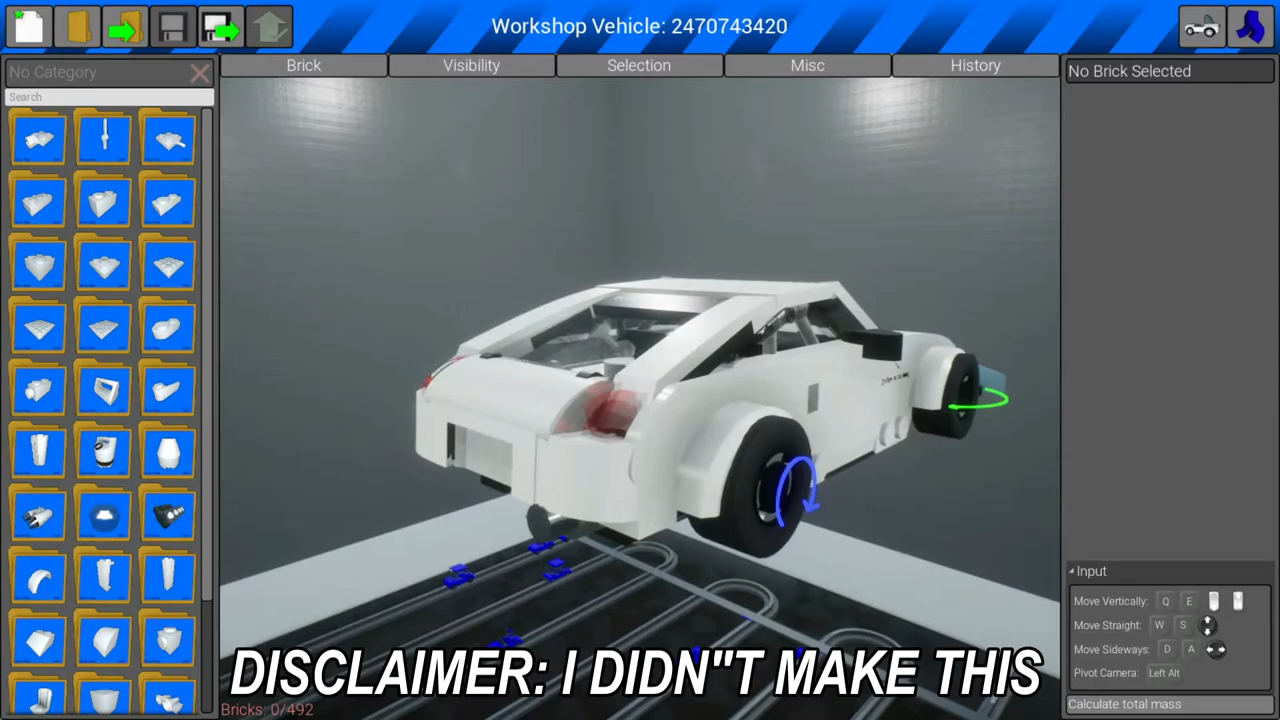 Workshop Vehicle: 2470743420
No Category
Search
Brick
Visibility
Selection
Misc
History
No Brick Selected
Input
Move Vertically: Q E
Move Straight: W S
Move Sideways: D A
Pivot Camera: Left Alt
Calculate total mass
DISCLAIMER: I DIDN"T MAKE THIS
Bricks: 0/492